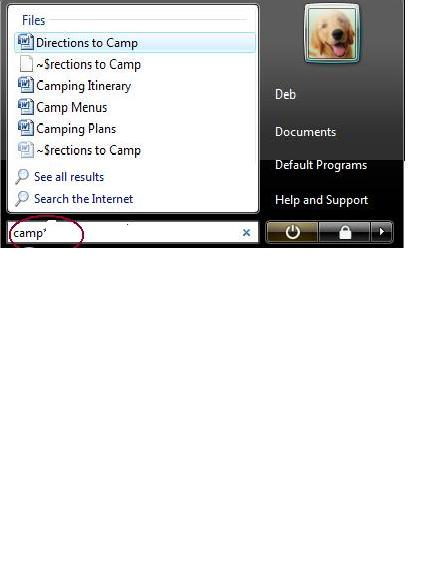 Files
Directions to Camp
~$rections to Camp
Camping Itinerary
Camp Menus
Camping Plans
~$rections to Camp
See all results
Search the Internet
camp*
Deb
Documents
Default Programs
Help and Support